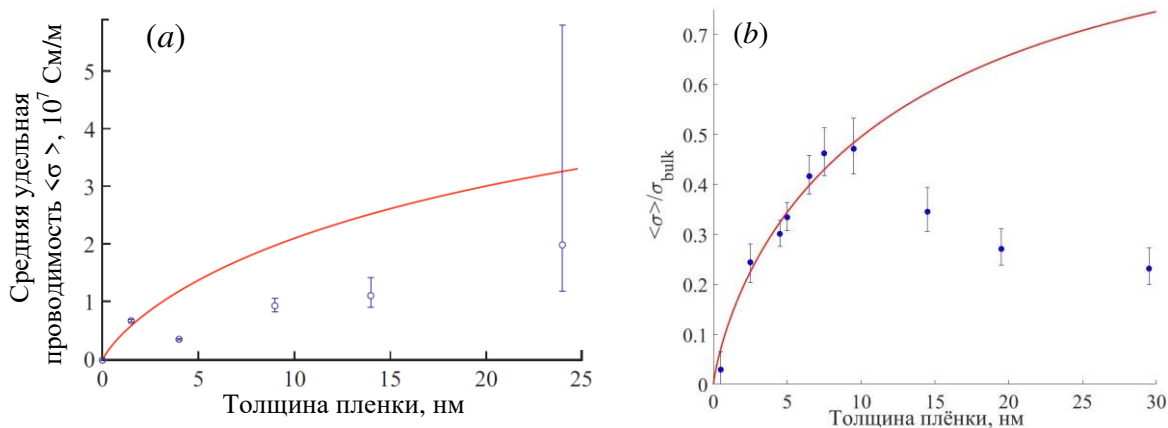 (a)
Средняя удельная
проводимость <σ >, 10⁷ См/м
5
4
3
2
1
0
0 5 10 15 20 25
Толщина пленки, нм
(b)
<σ>/σ_bulk
0.7
0.6
0.5
0.4
0.3
0.2
0.1
0
0 5 10 15 20 25 30
Толщина плёнки, нм